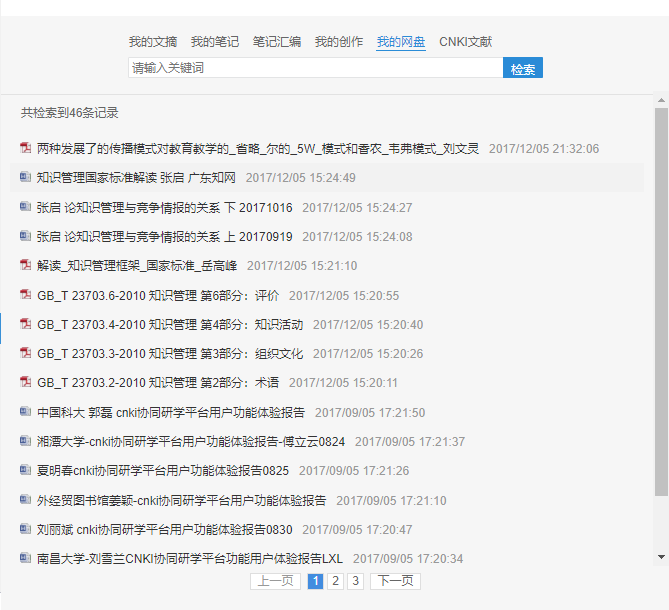 我的文摘 我的笔记 笔记汇编 我的创作 我的网盘 CNKI文献
请输入关键词 检索
共检索到46条记录
两种发展了的传播模式对教育教学的_省略_尔的_5W_模式和香农_韦弗模式_刘文灵 2017/12/05 21:32:06
知识管理国家标准解读 张启 广东知网 2017/12/05 15:24:49
张启 论知识管理与竞争情报的关系 下 20171016 2017/12/05 15:24:27
张启 论知识管理与竞争情报的关系 上 20170919 2017/12/05 15:24:08
解读_知识管理框架_国家标准_岳高峰 2017/12/05 15:21:10
GB_T 23703.6-2010 知识管理 第6部分：评价 2017/12/05 15:20:55
GB_T 23703.4-2010 知识管理 第4部分：知识活动 2017/12/05 15:20:40
GB_T 23703.3-2010 知识管理 第3部分：组织文化 2017/12/05 15:20:26
GB_T 23703.2-2010 知识管理 第2部分：术语 2017/12/05 15:20:11
中国科大 郭磊 cnki协同研学平台用户功能体验报告 2017/09/05 17:21:50
湘潭大学-cnki协同研学平台用户功能体验报告-傅立云0824 2017/09/05 17:21:37
夏明春cnki协同研学平台用户功能体验报告0825 2017/09/05 17:21:26
外经贸图书馆姜颖-cnki协同研学平台用户功能体验报告 2017/09/05 17:21:10
刘丽斌 cnki协同研学平台用户功能体验报告0830 2017/09/05 17:20:47
南昌大学-刘雪兰CNKI协同研学平台功能用户体验报告LXL 2017/09/05 17:20:34
上一页 1 2 3 下一页